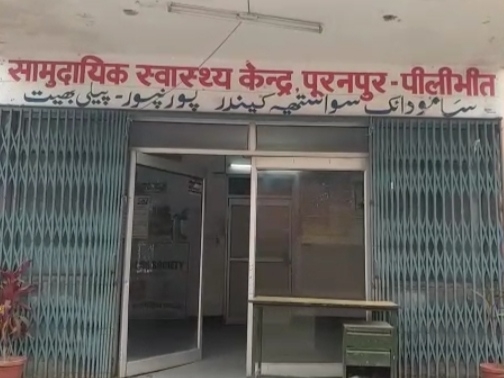 सामुदायिक स्वास्थ्य केन्द्र, पूरनपुर - पीलीभीत
سامودائک سواستھیہ کیندر پورنپور - پیلی بھیت